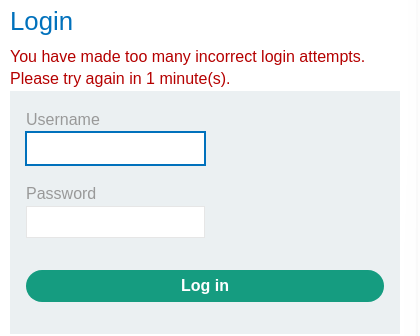 Login
You have made too many incorrect login attempts.
Please try again in 1 minute(s).
Username
Password
Log in